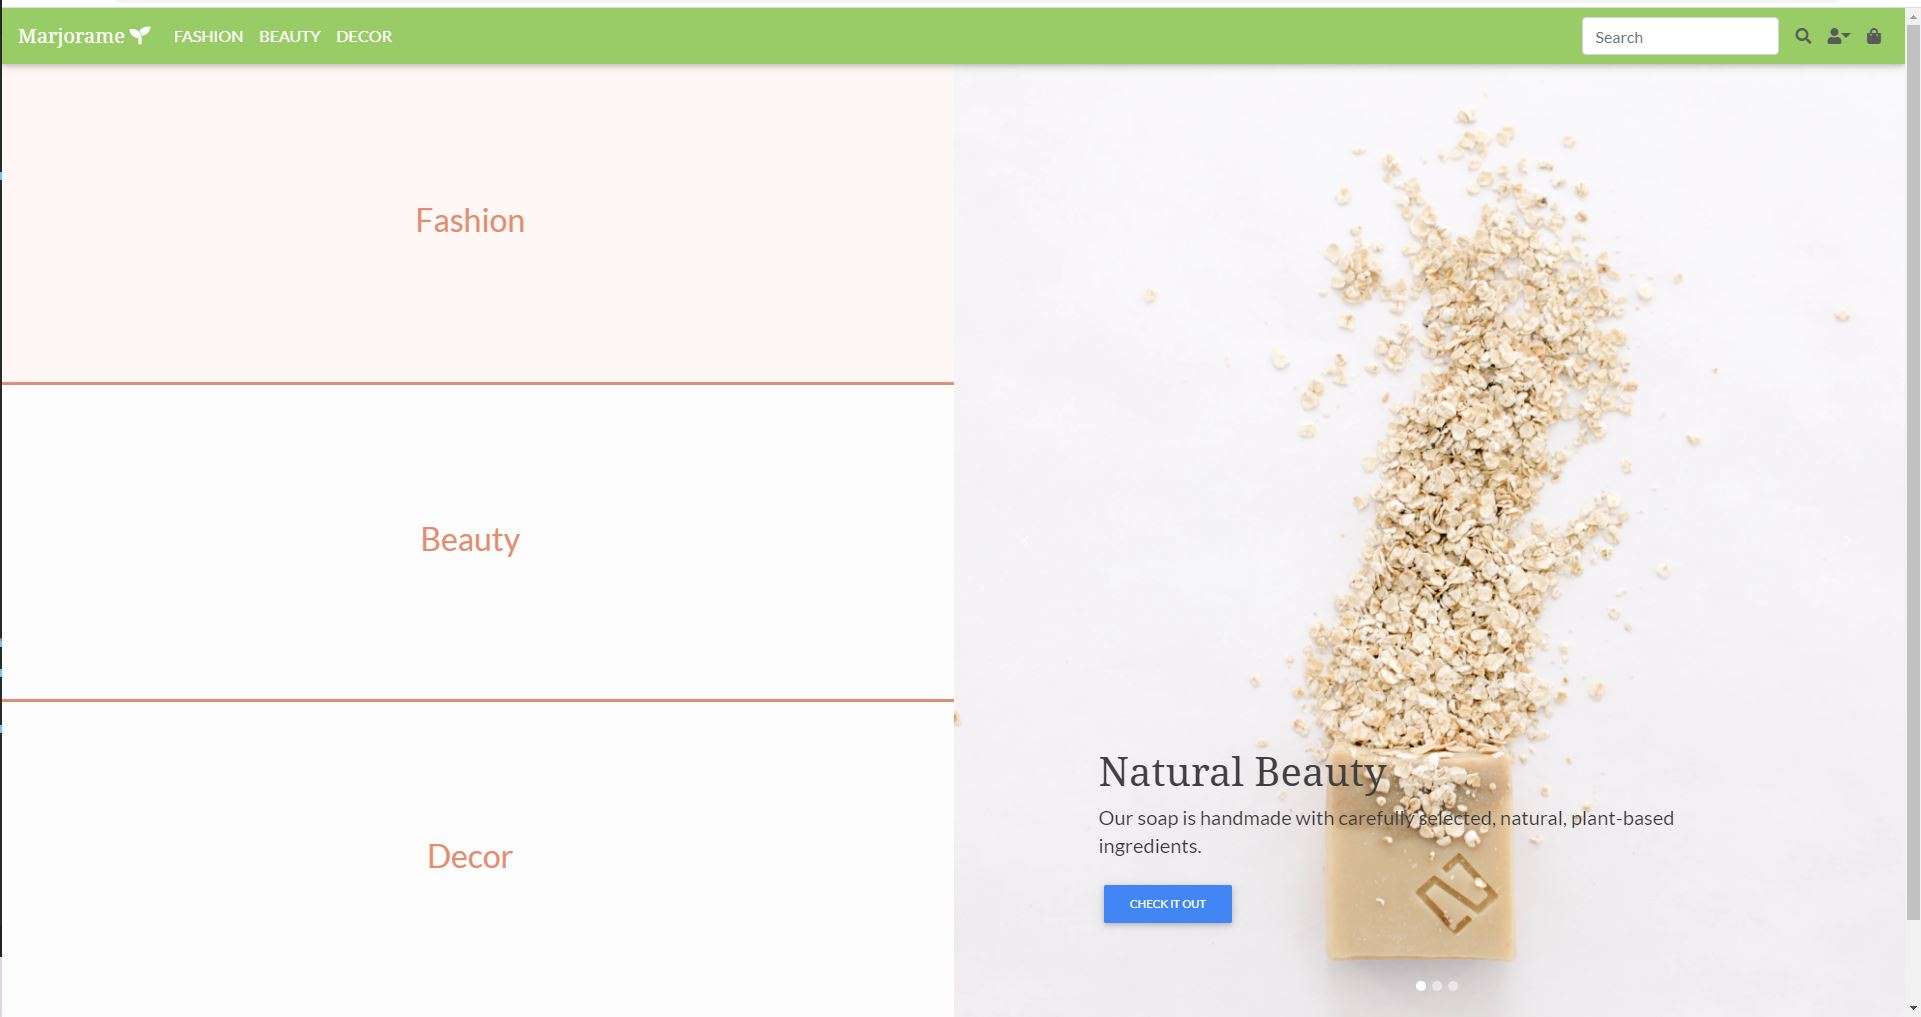 Marjorame FASHION BEAUTY DECOR Search
Fashion
Beauty
Decor
Natural Beauty
Our soap is handmade with carefully selected, natural, plant-based
ingredients.
CHECK IT OUT